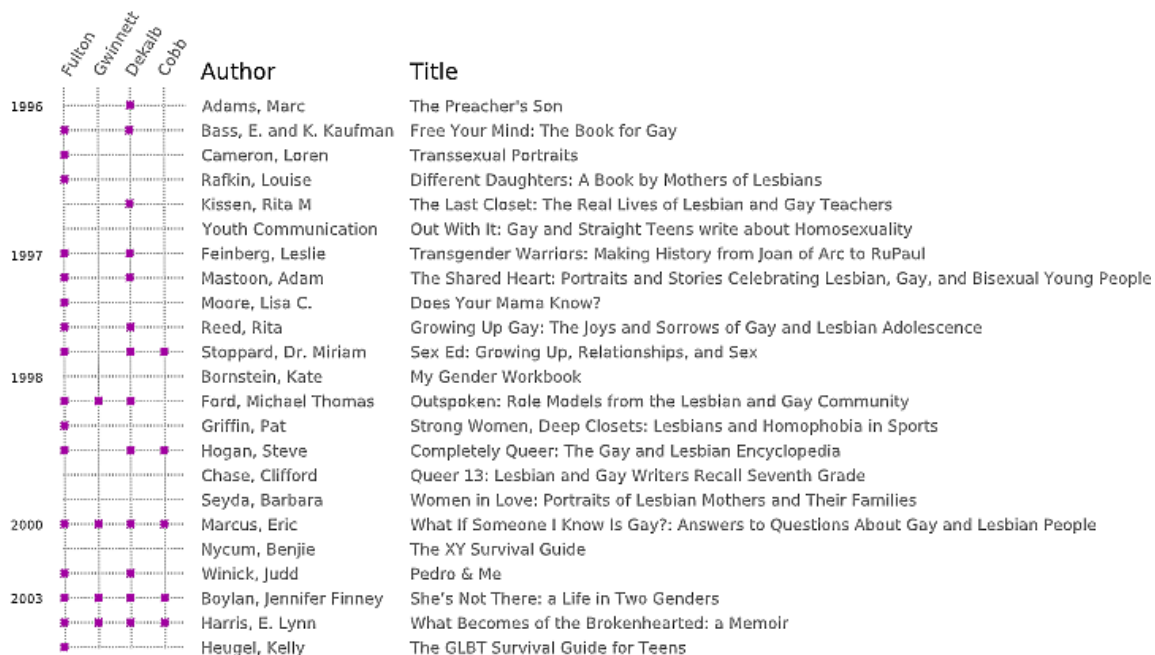 Fulton Gwinnett Dekalb Cobb
Author Title
1996 Adams, Marc The Preacher's Son
Bass, E. and K. Kaufman Free Your Mind: The Book for Gay
Cameron, Loren Transsexual Portraits
Rafkin, Louise Different Daughters: A Book by Mothers of Lesbians
Kissen, Rita M The Last Closet: The Real Lives of Lesbian and Gay Teachers
Youth Communication Out With It: Gay and Straight Teens write about Homosexuality
1997 Feinberg, Leslie Transgender Warriors: Making History from Joan of Arc to RuPaul
Mastoon, Adam The Shared Heart: Portraits and Stories Celebrating Lesbian, Gay, and Bisexual Young People
Moore, Lisa C. Does Your Mama Know?
Reed, Rita Growing Up Gay: The Joys and Sorrows of Gay and Lesbian Adolescence
Stoppard, Dr. Miriam Sex Ed: Growing Up, Relationships, and Sex
1998 Bornstein, Kate My Gender Workbook
Ford, Michael Thomas Outspoken: Role Models from the Lesbian and Gay Community
Griffin, Pat Strong Women, Deep Closets: Lesbians and Homophobia in Sports
Hogan, Steve Completely Queer: The Gay and Lesbian Encyclopedia
Chase, Clifford Queer 13: Lesbian and Gay Writers Recall Seventh Grade
Seyda, Barbara Women in Love: Portraits of Lesbian Mothers and Their Families
2000 Marcus, Eric What If Someone I Know Is Gay?: Answers to Questions About Gay and Lesbian People
Nycum, Benjie The XY Survival Guide
Winick, Judd Pedro & Me
2003 Boylan, Jennifer Finney She's Not There: a Life in Two Genders
Harris, E. Lynn What Becomes of the Brokenhearted: a Memoir
Heugel, Kelly The GLBT Survival Guide for Teens